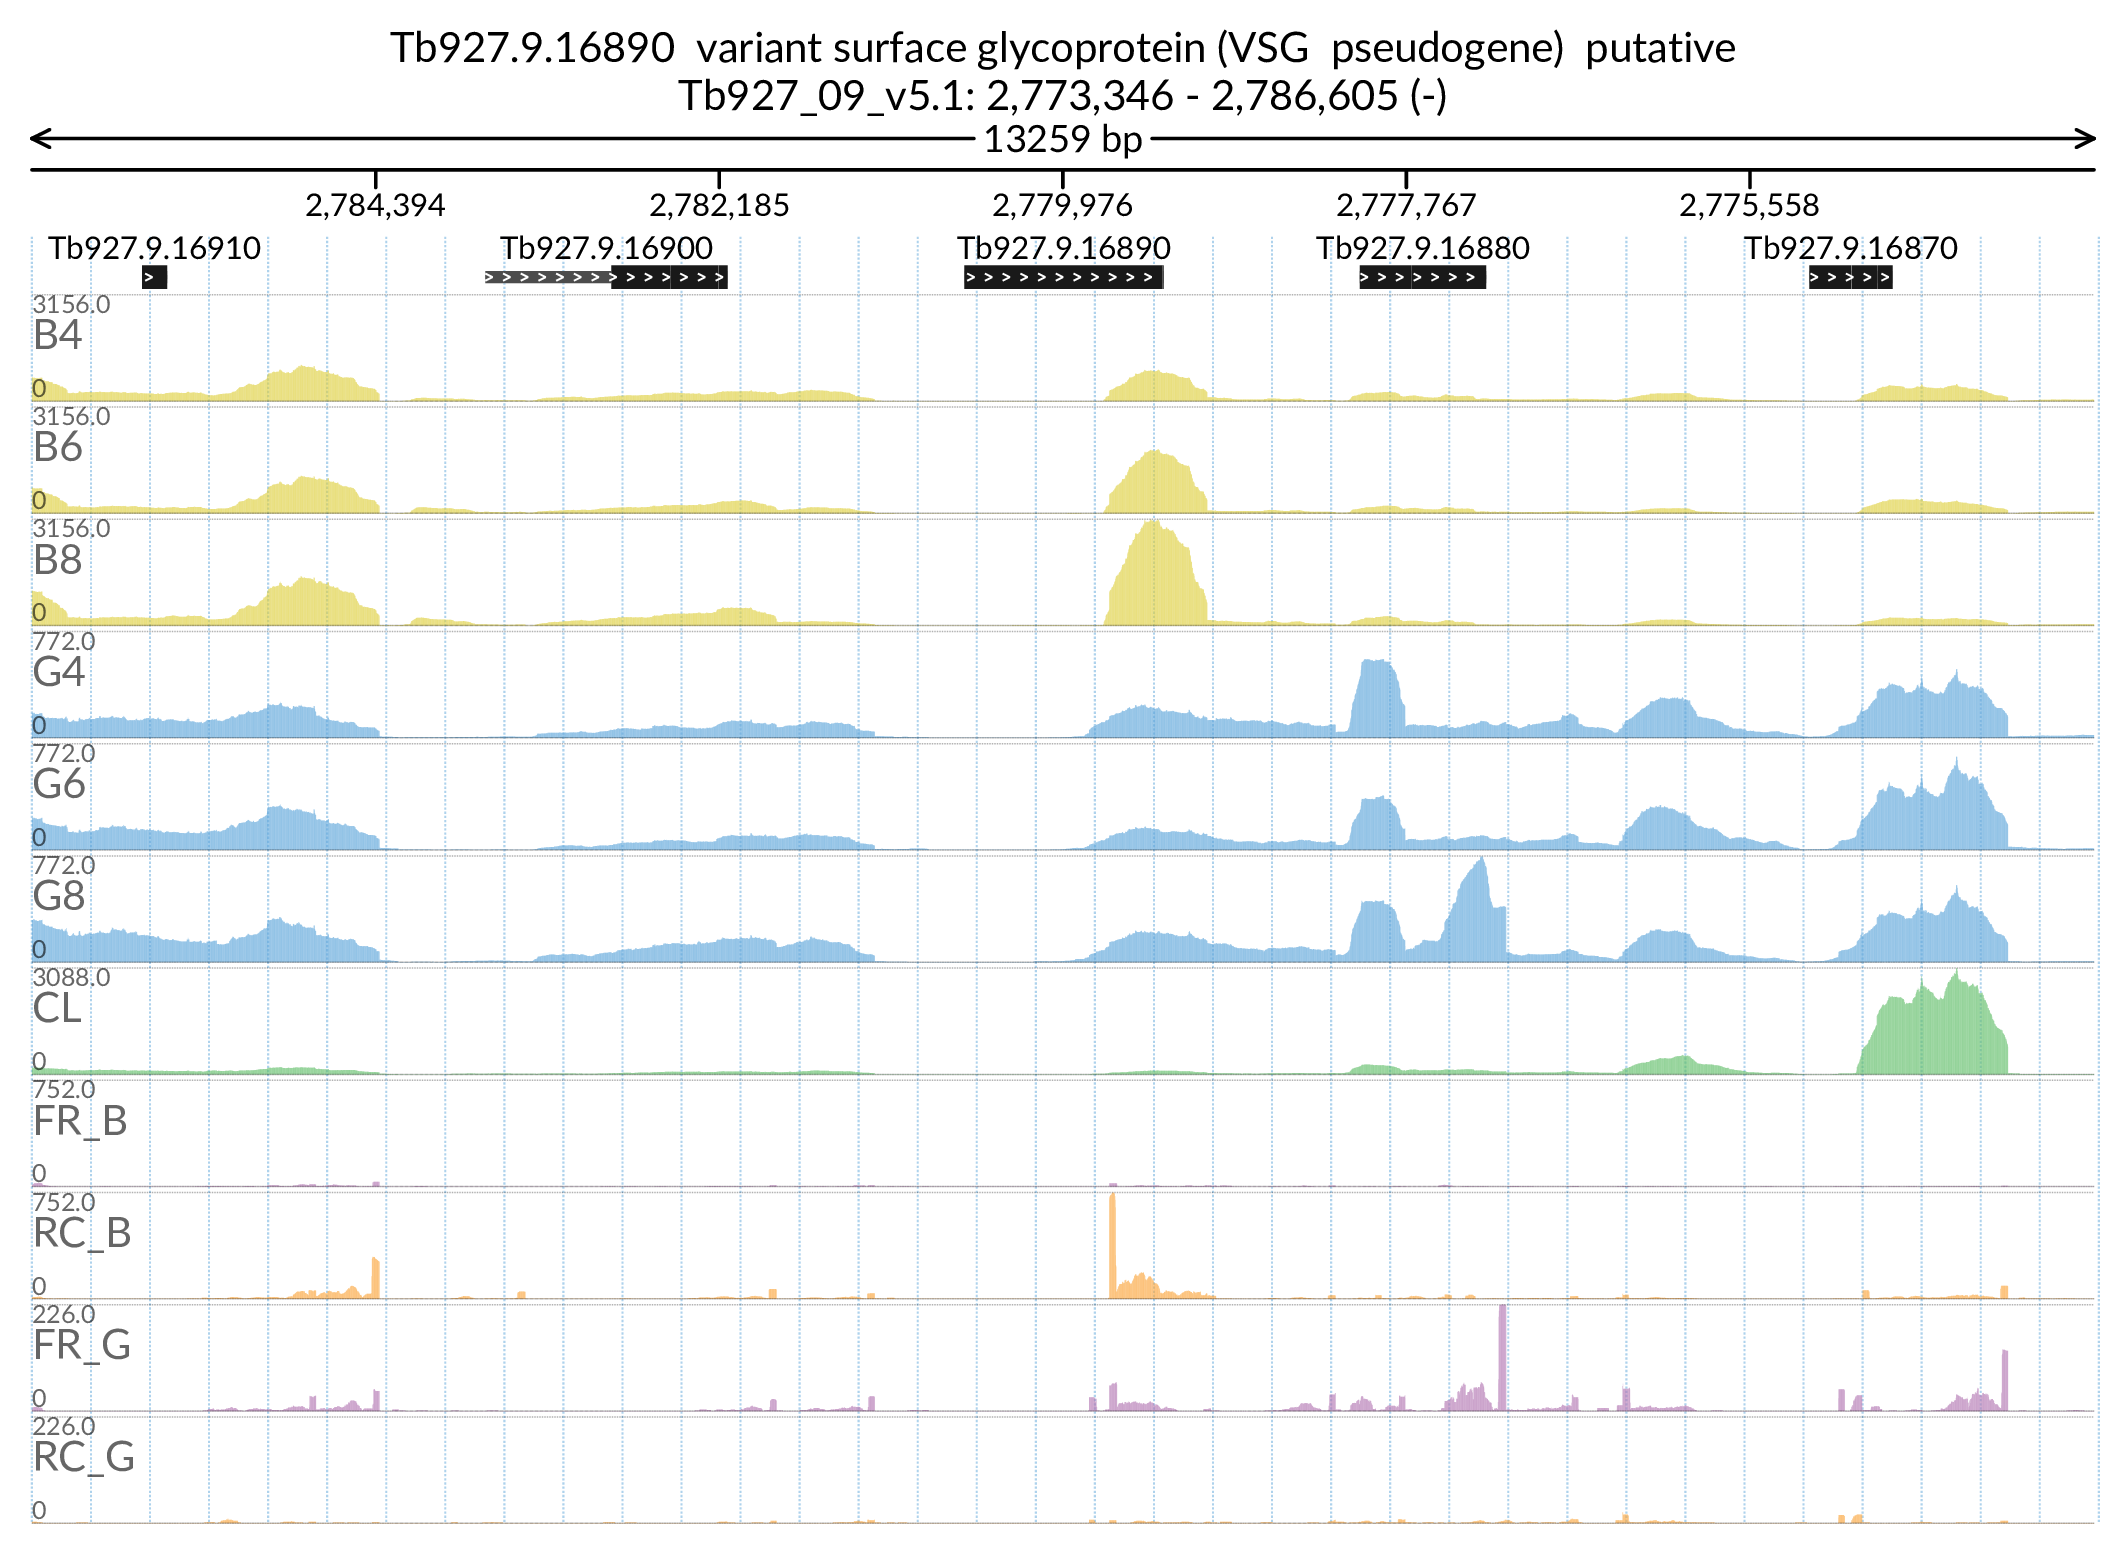 Tb927.9.16890  variant surface glycoprotein (VSG  pseudogene)  putative
Tb927_09_v5.1: 2,773,346 - 2,786,605 (-)
13259 bp
2,784,394 2,782,185 2,779,976 2,777,767 2,775,558
Tb927.9.16910 Tb927.9.16900 Tb927.9.16890 Tb927.9.16880 Tb927.9.16870
3156.0
B4
0
3156.0
B6
0
3156.0
B8
0
772.0
G4
0
772.0
G6
0
772.0
G8
0
3088.0
CL
0
752.0
FR_B
0
752.0
RC_B
0
226.0
FR_G
0
226.0
RC_G
0